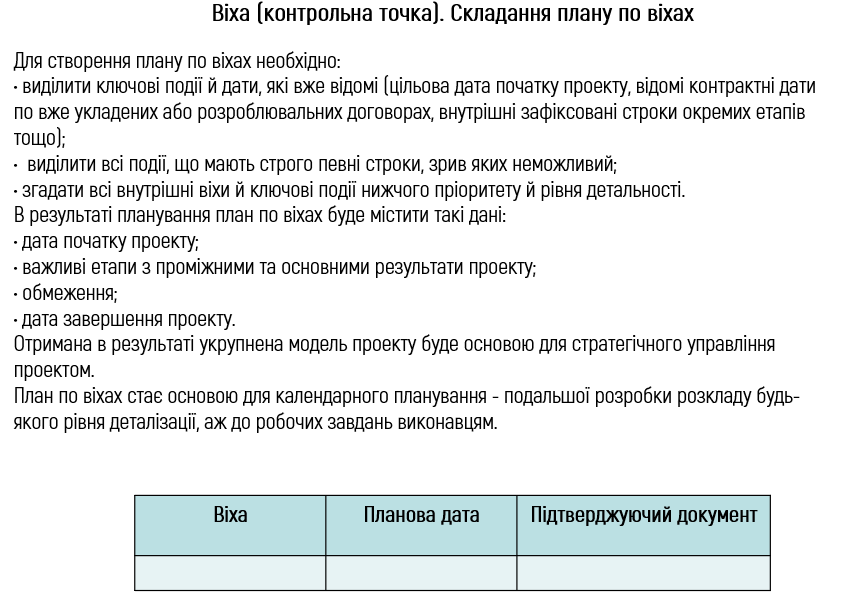 Віха (контрольна точка). Складання плану по віхах
Для створення плану по віхах необхідно:
• виділити ключові події й дати, які вже відомі (цільова дата початку проекту, відомі контрактні дати
по вже укладених або розроблювальних договорах, внутрішні зафіксовані строки окремих етапів
тощо);
• виділити всі події, що мають строго певні строки, зрив яких неможливий;
• згадати всі внутрішні віхи й ключові події нижчого пріоритету й рівня детальності.
В результаті планування план по віхах буде містити такі дані:
• дата початку проекту;
• важливі етапи з проміжними та основними результати проекту;
• обмеження;
• дата завершення проекту.
Отримана в результаті укрупнена модель проекту буде основою для стратегічного управління
проектом.
План по віхах стає основою для календарного планування - подальшої розробки розкладу будь-
якого рівня деталізації, аж до робочих завдань виконавцям.
Віха Планова дата Підтверджуючий документ